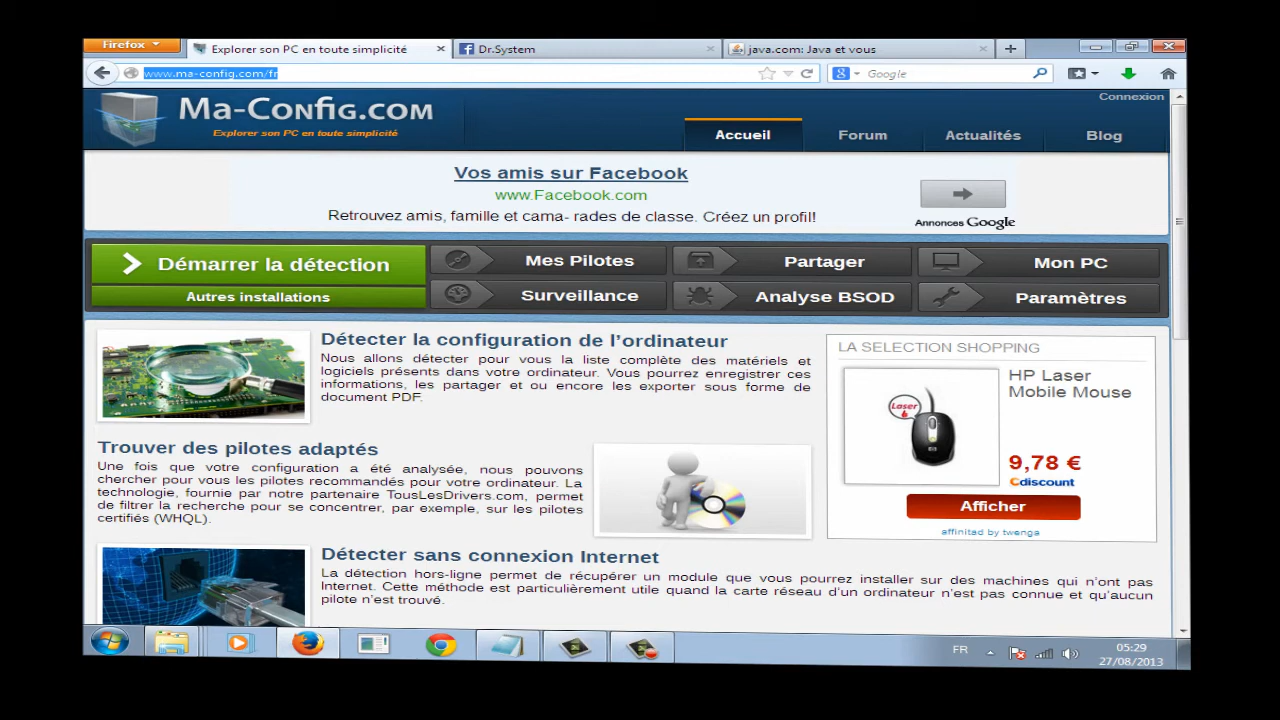 Firefox
Explorer son PC en toute simplicité
Dr.System
java.com: Java et vous
www.ma-config.com/fr
Google
Connexion
Ma-Config.com
Explorer son PC en toute simplicité
Accueil
Forum
Actualités
Blog
Vos amis sur Facebook
www.Facebook.com
Retrouvez amis, famille et cama- rades de classe. Créez un profil!
Annonces Google
Démarrer la détection
Mes Pilotes
Partager
Mon PC
Autres installations
Surveillance
Analyse BSOD
Paramètres
Détecter la configuration de l'ordinateur
Nous allons détecter pour vous la liste complète des matériels et
logiciels présents dans votre ordinateur. Vous pourrez enregistrer ces
informations, les partager et ou encore les exporter sous forme de
document PDF.
LA SELECTION SHOPPING
HP Laser
Mobile Mouse
Laser
9,78 €
Cdiscount
Afficher
affinitad by twenga
Trouver des pilotes adaptés
Une fois que votre configuration a été analysée, nous pouvons
chercher pour vous les pilotes recommandés pour votre ordinateur. La
technologie, fournie par notre partenaire TousLesDrivers.com, permet
de filtrer la recherche pour se concentrer, par exemple, sur les pilotes
certifiés (WHQL).
Détecter sans connexion Internet
La détection hors-ligne permet de récupérer un module que vous pourrez installer sur des machines qui n'ont pas
Internet. Cette méthode est particulièrement utile quand la carte réseau d'un ordinateur n'est pas connue et qu'aucun
pilote n'est trouvé.
FR
05:29
27/08/2013